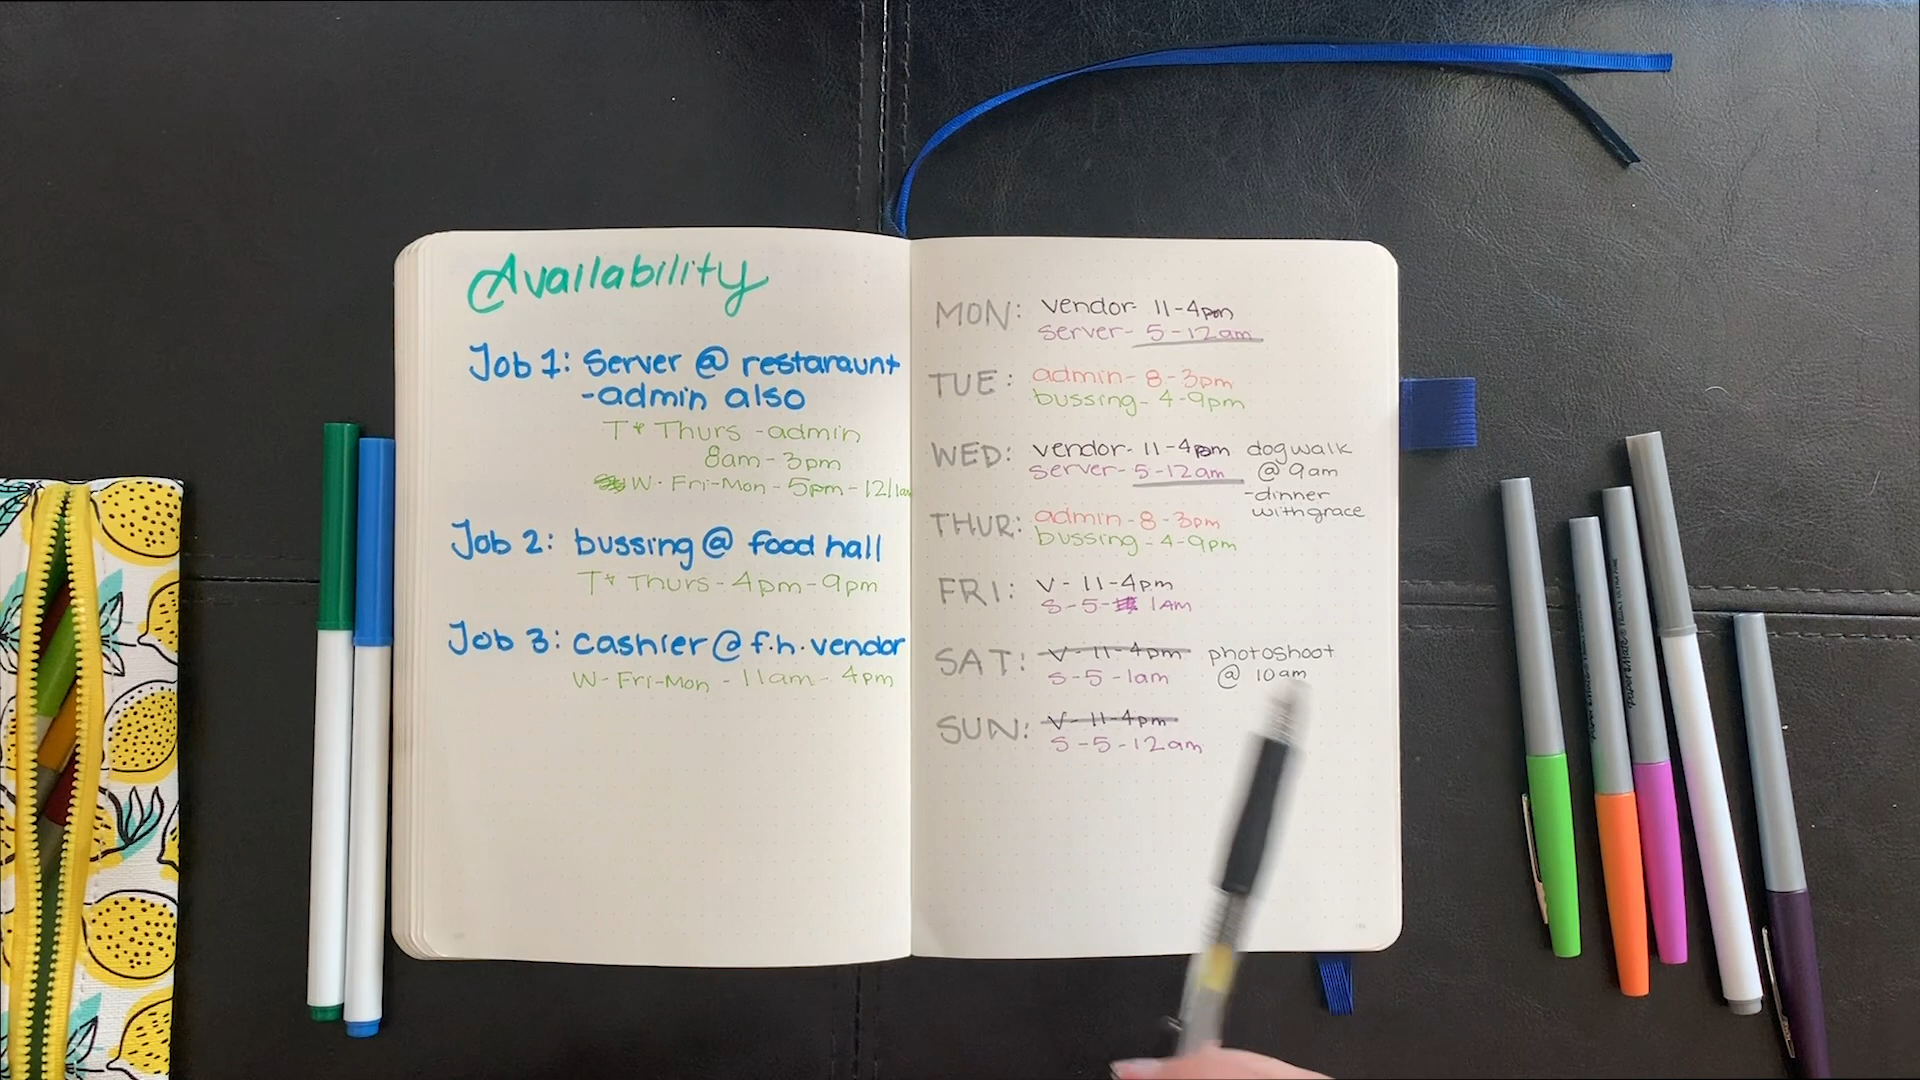 Availability
Job 1: Server @ restaraunt
-admin also
T & Thurs - admin
8am - 3pm
W - Fri-Mon - 5pm - 12/1am
Job 2: bussing @ food hall
T & Thurs - 4pm - 9pm
Job 3: cashier @ f.h. vendor
W - Fri-Mon - 11am - 4pm
MON: vendor- 11-4pm
server- 5-12am
TUE: admin- 8-3pm
bussing- 4-9pm
WED: vendor- 11-4pm dogwalk
server- 5-12am @ 9am
-dinner
with grace
THUR: admin-8-3pm
bussing-4-9pm
FRI: V- 11-4pm
S-5- 1AM
SAT: V- 11-4pm photoshoot
S-5-1am @ 10am
SUN: V- 11-4pm
S-5-12am